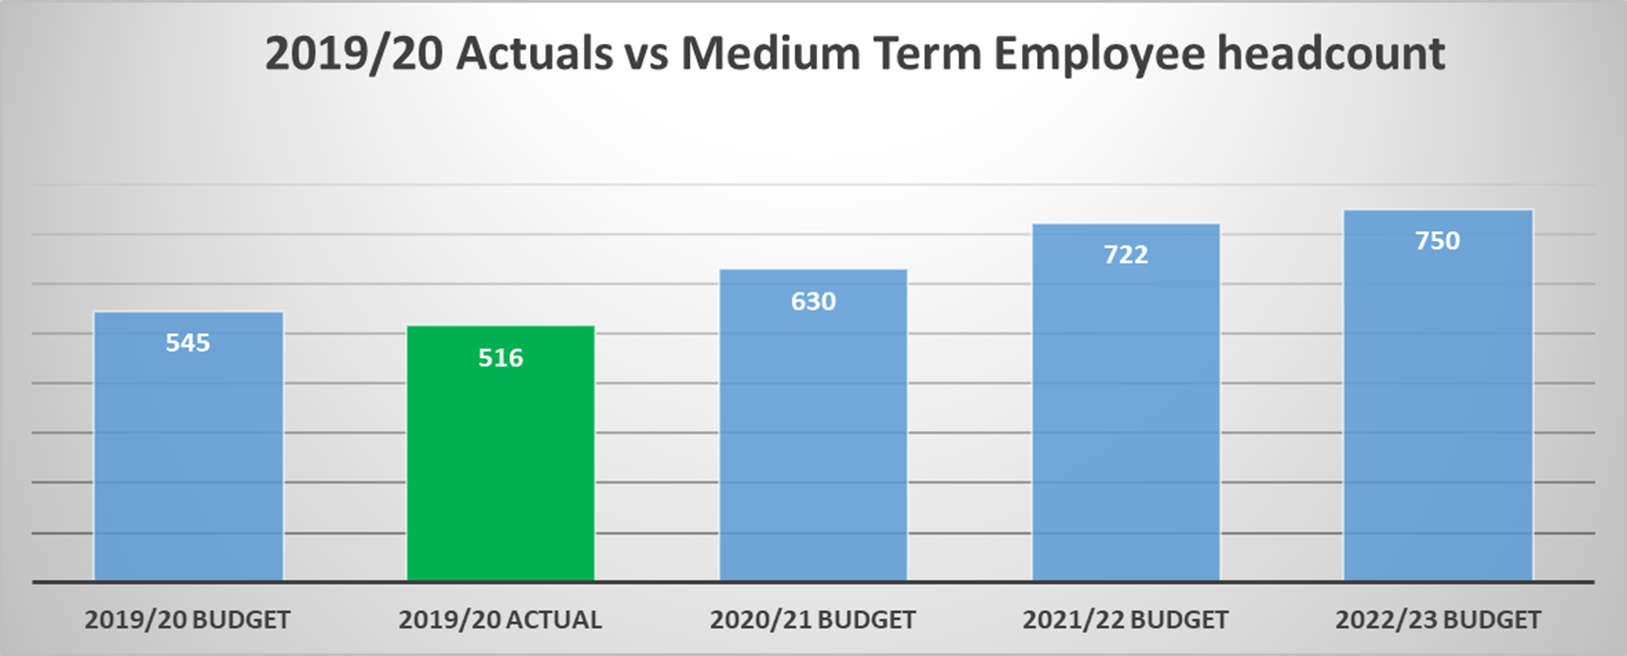 2019/20 Actuals vs Medium Term Employee headcount
545
516
630
722
750
2019/20 BUDGET
2019/20 ACTUAL
2020/21 BUDGET
2021/22 BUDGET
2022/23 BUDGET